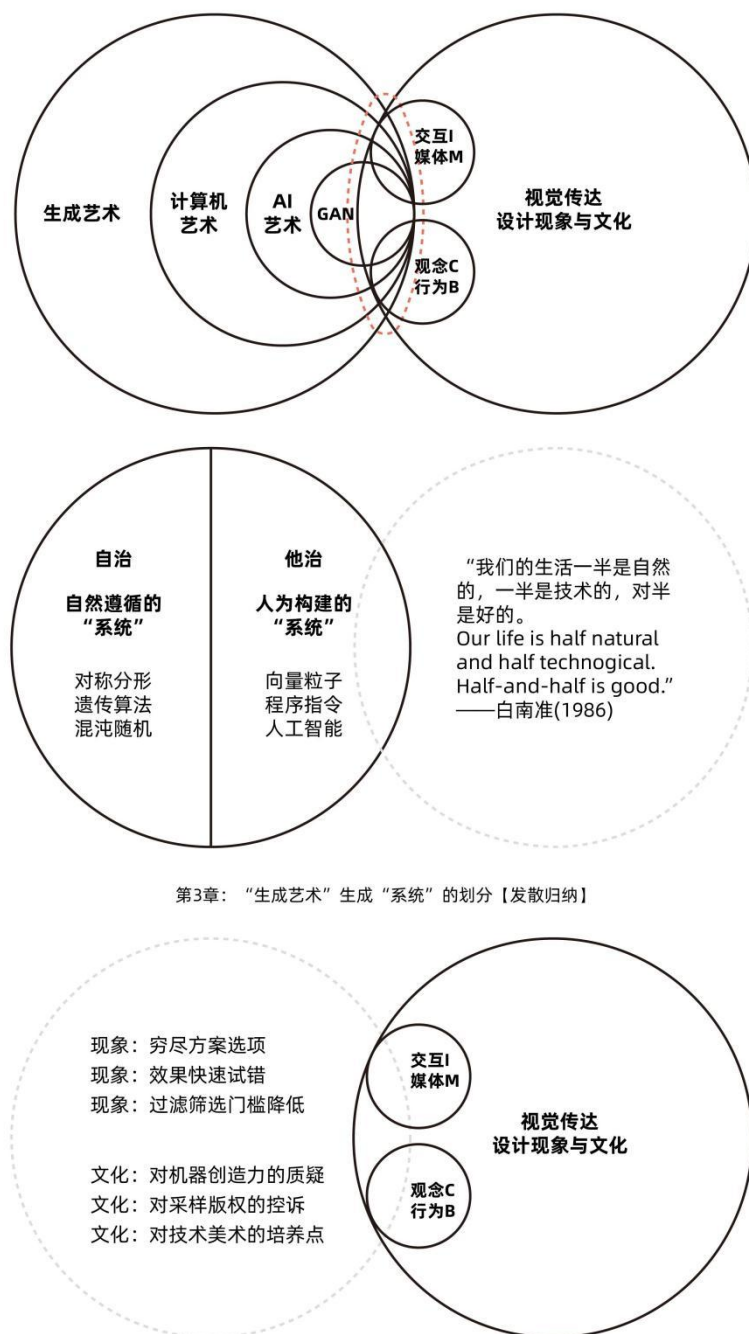 生成艺术
计算机
艺术
AI
艺术
GAN
交互I
媒体M
观念C
行为B
视觉传达
设计现象与文化
自治
自然遵循的
“系统”
对称分形
遗传算法
混沌随机
他治
人为构建的
“系统”
向量粒子
程序指令
人工智能
“我们的生活一半是自然
的，一半是技术的，对半
是好的。
Our life is half natural
and half technogical.
Half-and-half is good.”
——白南准(1986)
第3章：“生成艺术”生成“系统”的划分【发散归纳】
现象：穷尽方案选项
现象：效果快速试错
现象：过滤筛选门槛降低
文化：对机器创造力的质疑
文化：对采样版权的控诉
文化：对技术美术的培养点
交互I
媒体M
观念C
行为B
视觉传达
设计现象与文化